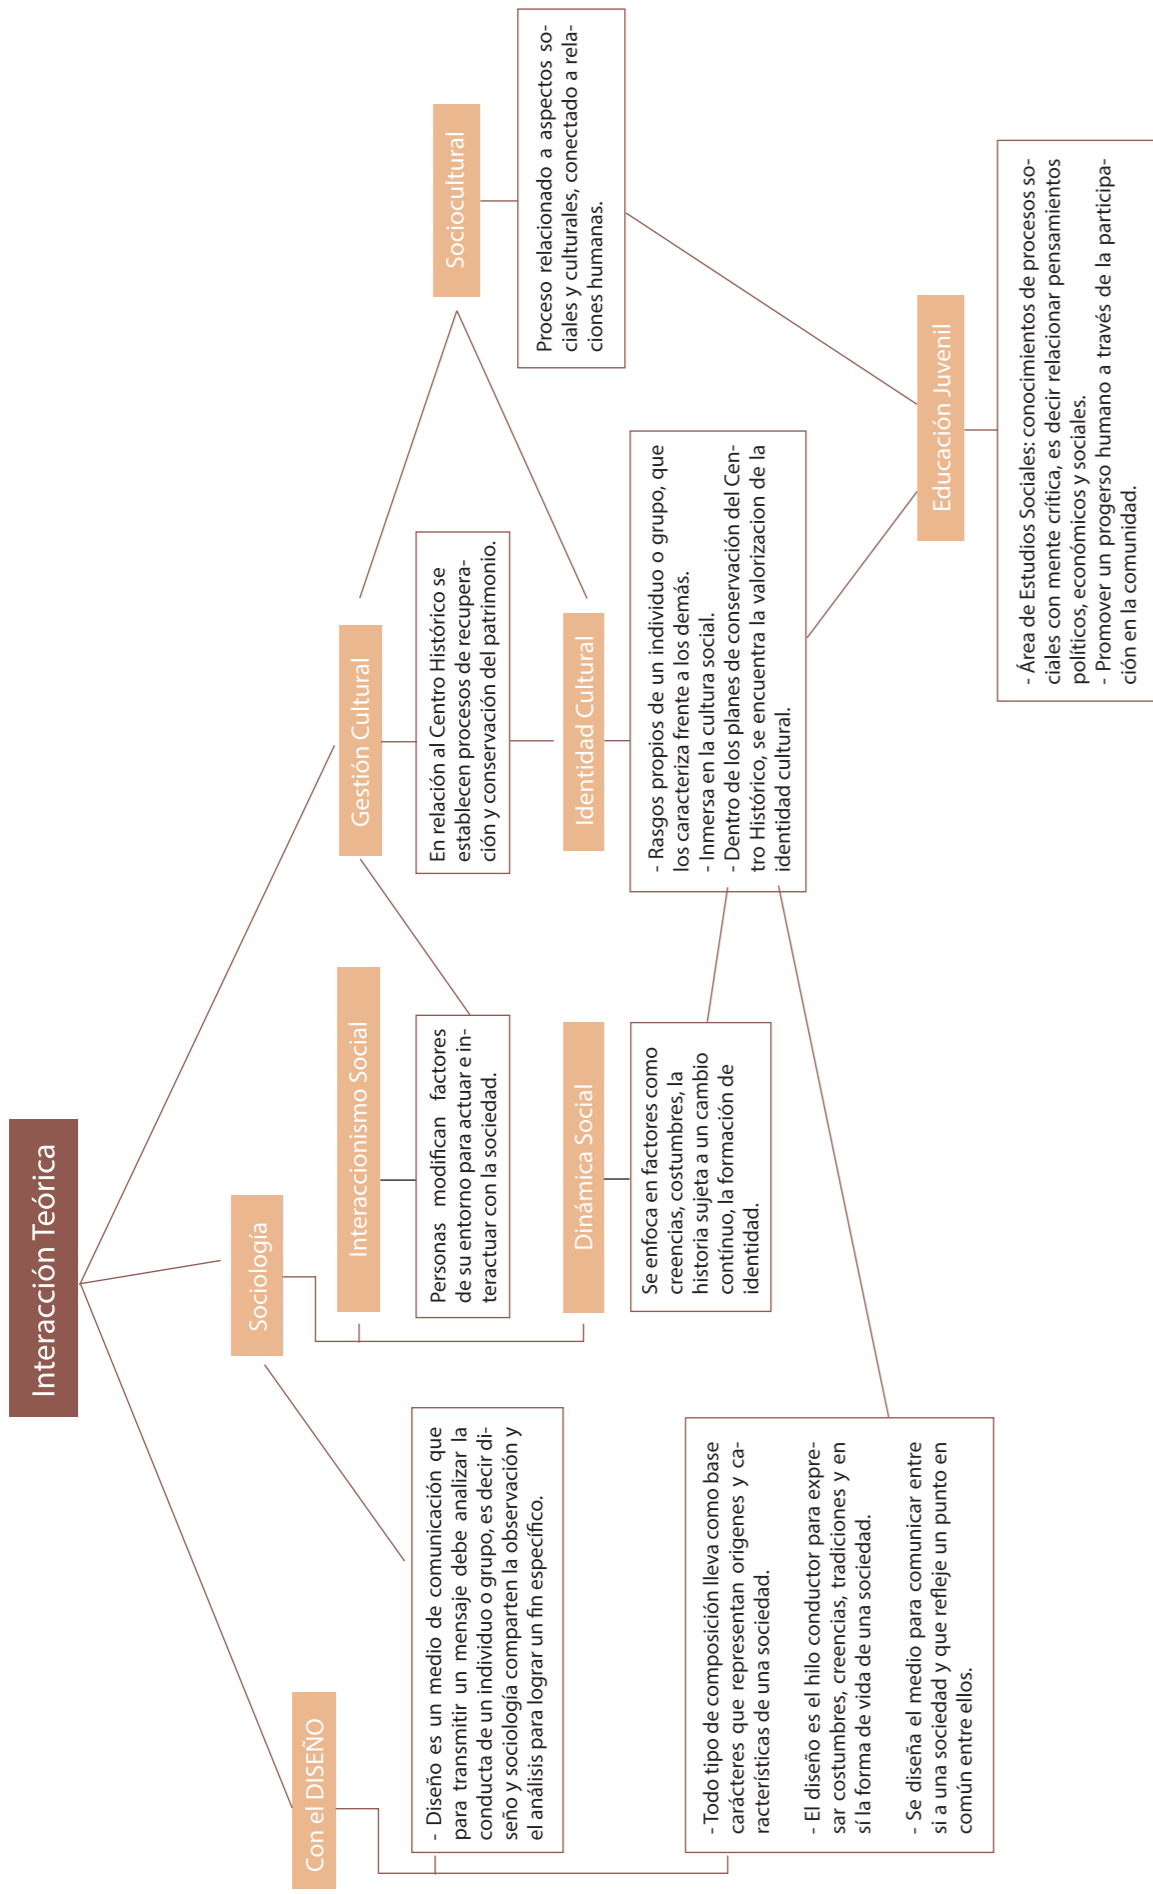 Interacción Teórica
Con el DISEÑO
- Diseño es un medio de comunicación que
para transmitir un mensaje debe analizar la
conducta de un individuo o grupo, es decir di-
seño y sociología comparten la observación y
el análisis para lograr un fin específico.
- Todo tipo de composición lleva como base
carácteres que representan origenes y ca-
racterísticas de una sociedad.
- El diseño es el hilo conductor para expre-
sar costumbres, creencias, tradiciones y en
sí la forma de vida de una sociedad.
- Se diseña el medio para comunicar entre
si a una sociedad y que refleje un punto en
común entre ellos.
Sociología
Interaccionismo Social
Personas modifican factores
de su entorno para actuar e in-
teractuar con la sociedad.
Dinámica Social
Se enfoca en factores como
creencias, costumbres, la
historia sujeta a un cambio
contínuo, la formación de
identidad.
Gestión Cultural
En relación al Centro Histórico se
establecen procesos de recupera-
ción y conservación del patrimonio.
Identidad Cultural
- Rasgos propios de un individuo o grupo, que
los caracteriza frente a los demás.
- Inmersa en la cultura social.
- Dentro de los planes de conservación del Cen-
tro Histórico, se encuentra la valorizacion de la
identidad cultural.
Sociocultural
Proceso relacionado a aspectos so-
ciales y culturales, conectado a rela-
ciones humanas.
Educación Juvenil
- Área de Estudios Sociales: conocimientos de procesos so-
ciales con mente crítica, es decir relacionar pensamientos
políticos, económicos y sociales.
- Promover un progerso humano a través de la participa-
ción en la comunidad.